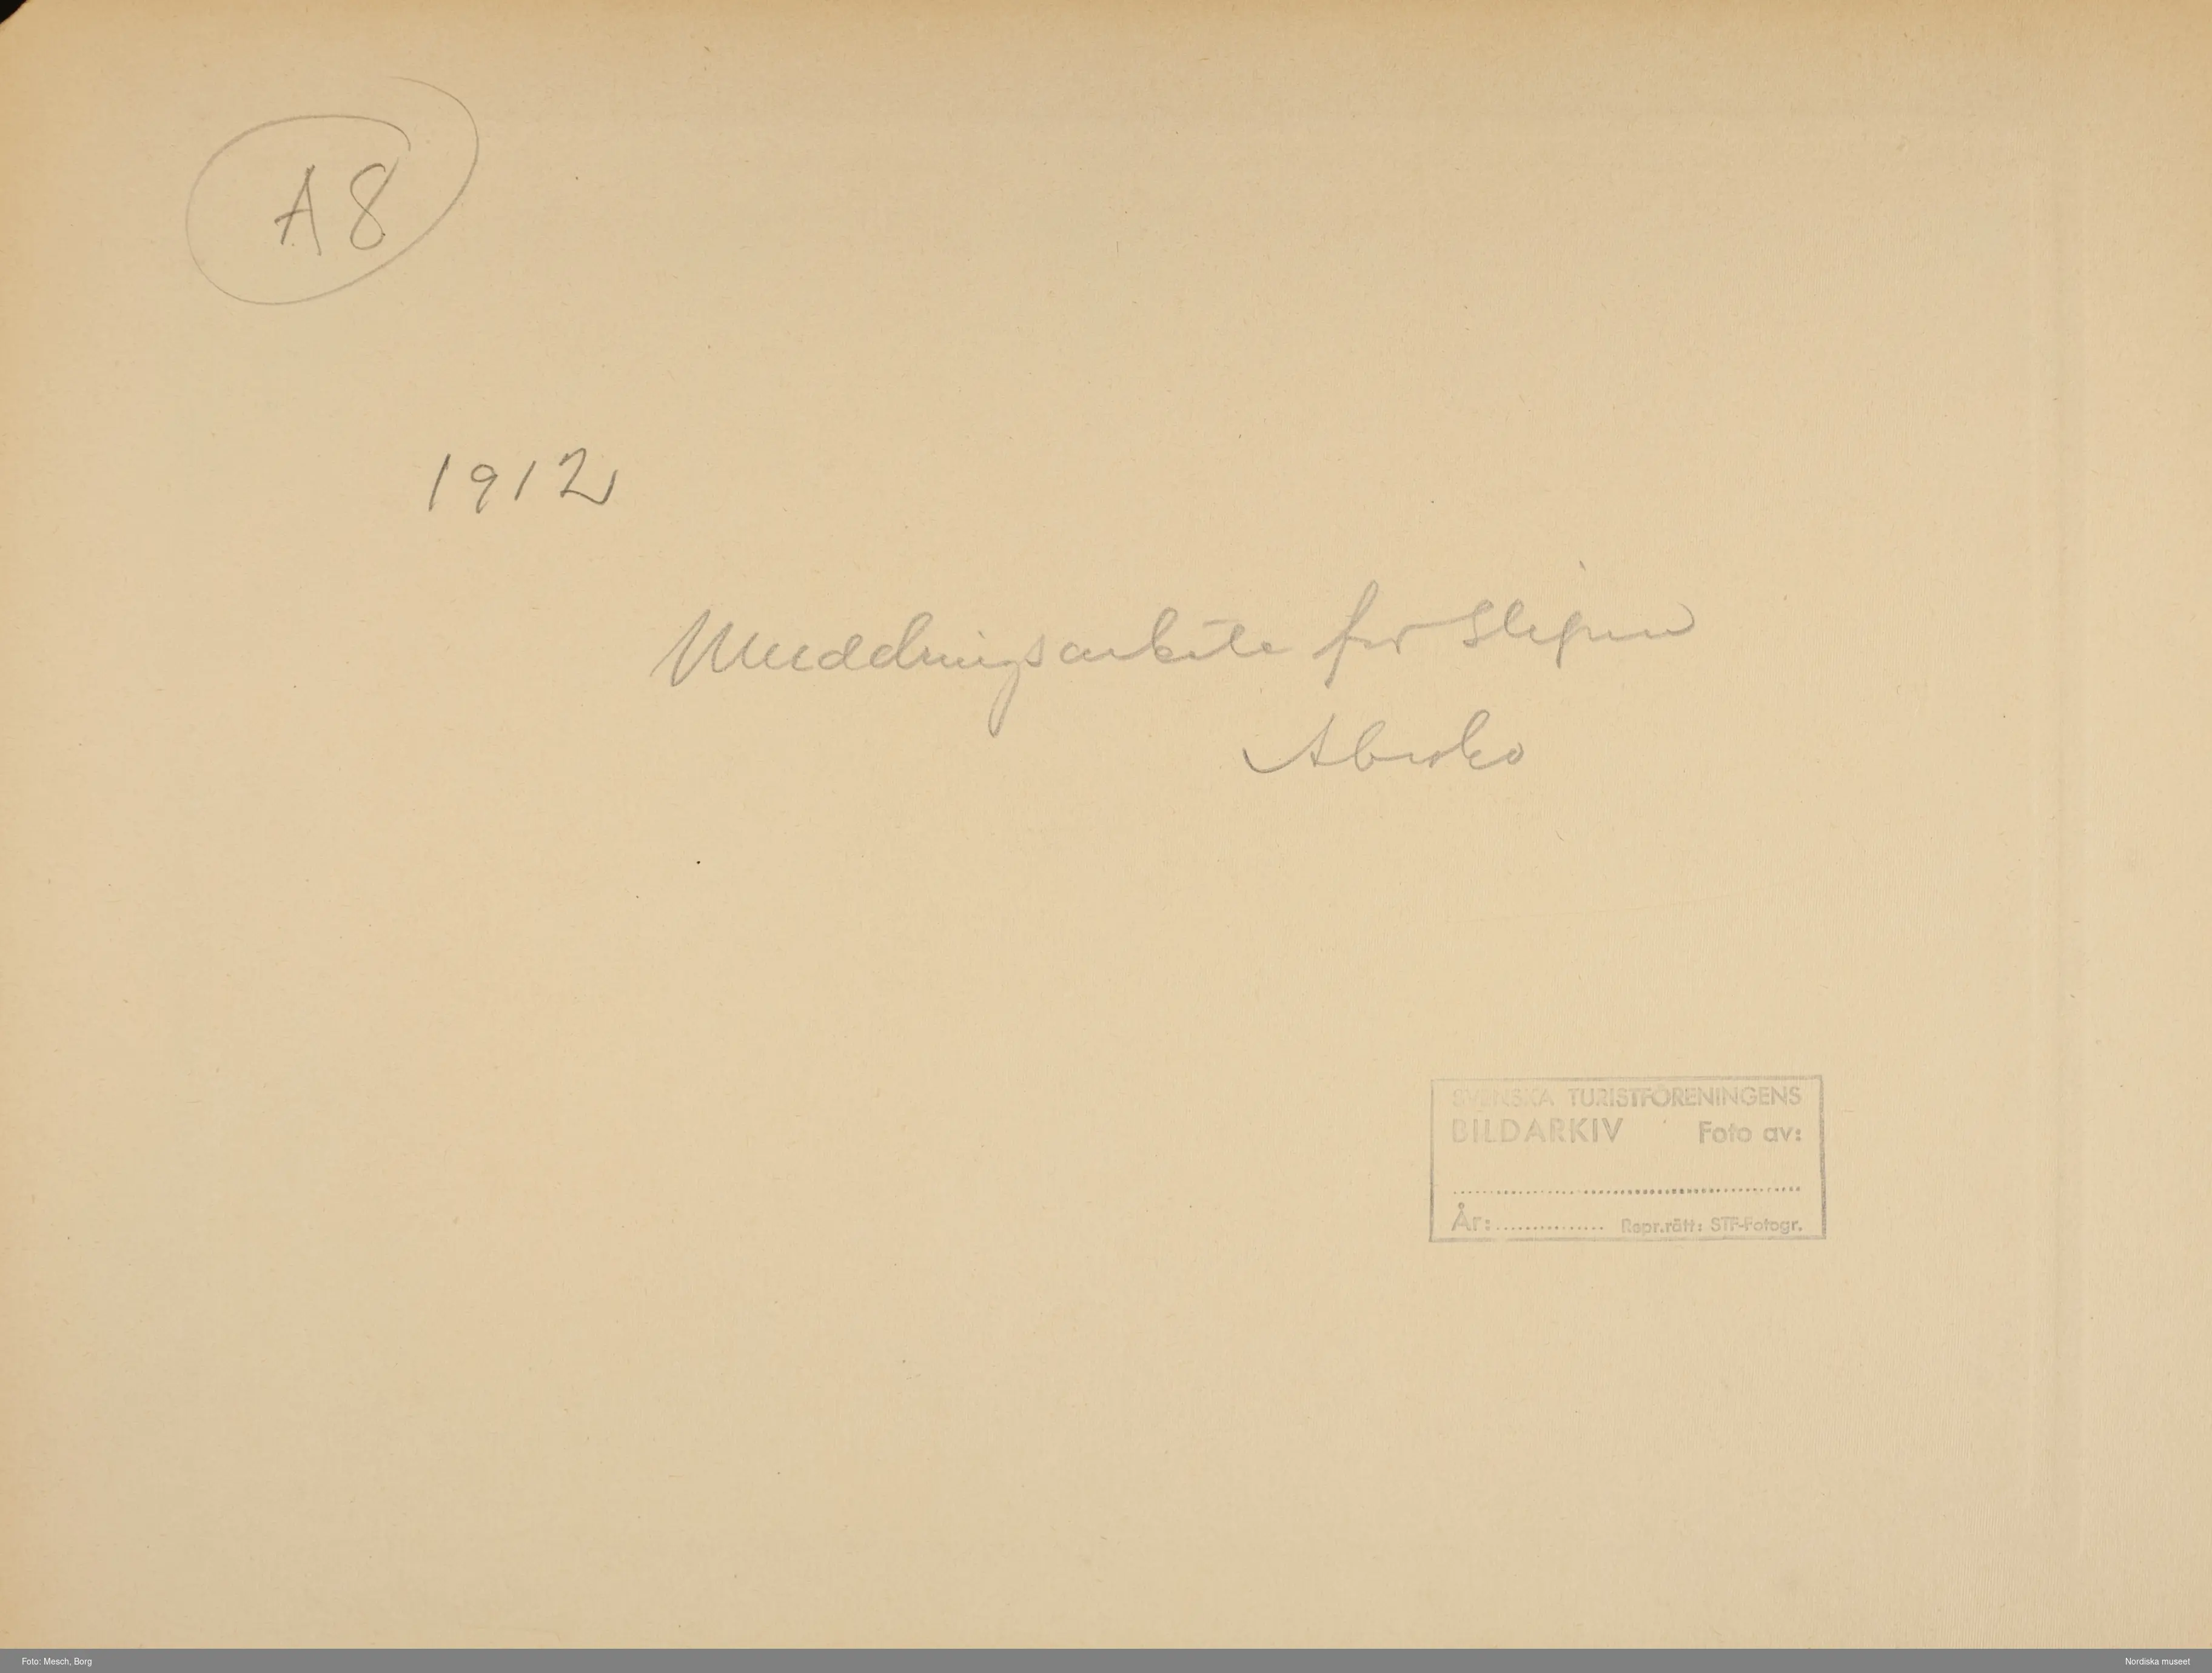 A8
1912
Muddringsarbete för Slipen
Abisko
SVENSKA TURISTFÖRENINGENS
BILDARKIV Foto av:
År: Repr.rätt: STF-Fotogr.
Foto: Mesch, Borg
Nordiska museet